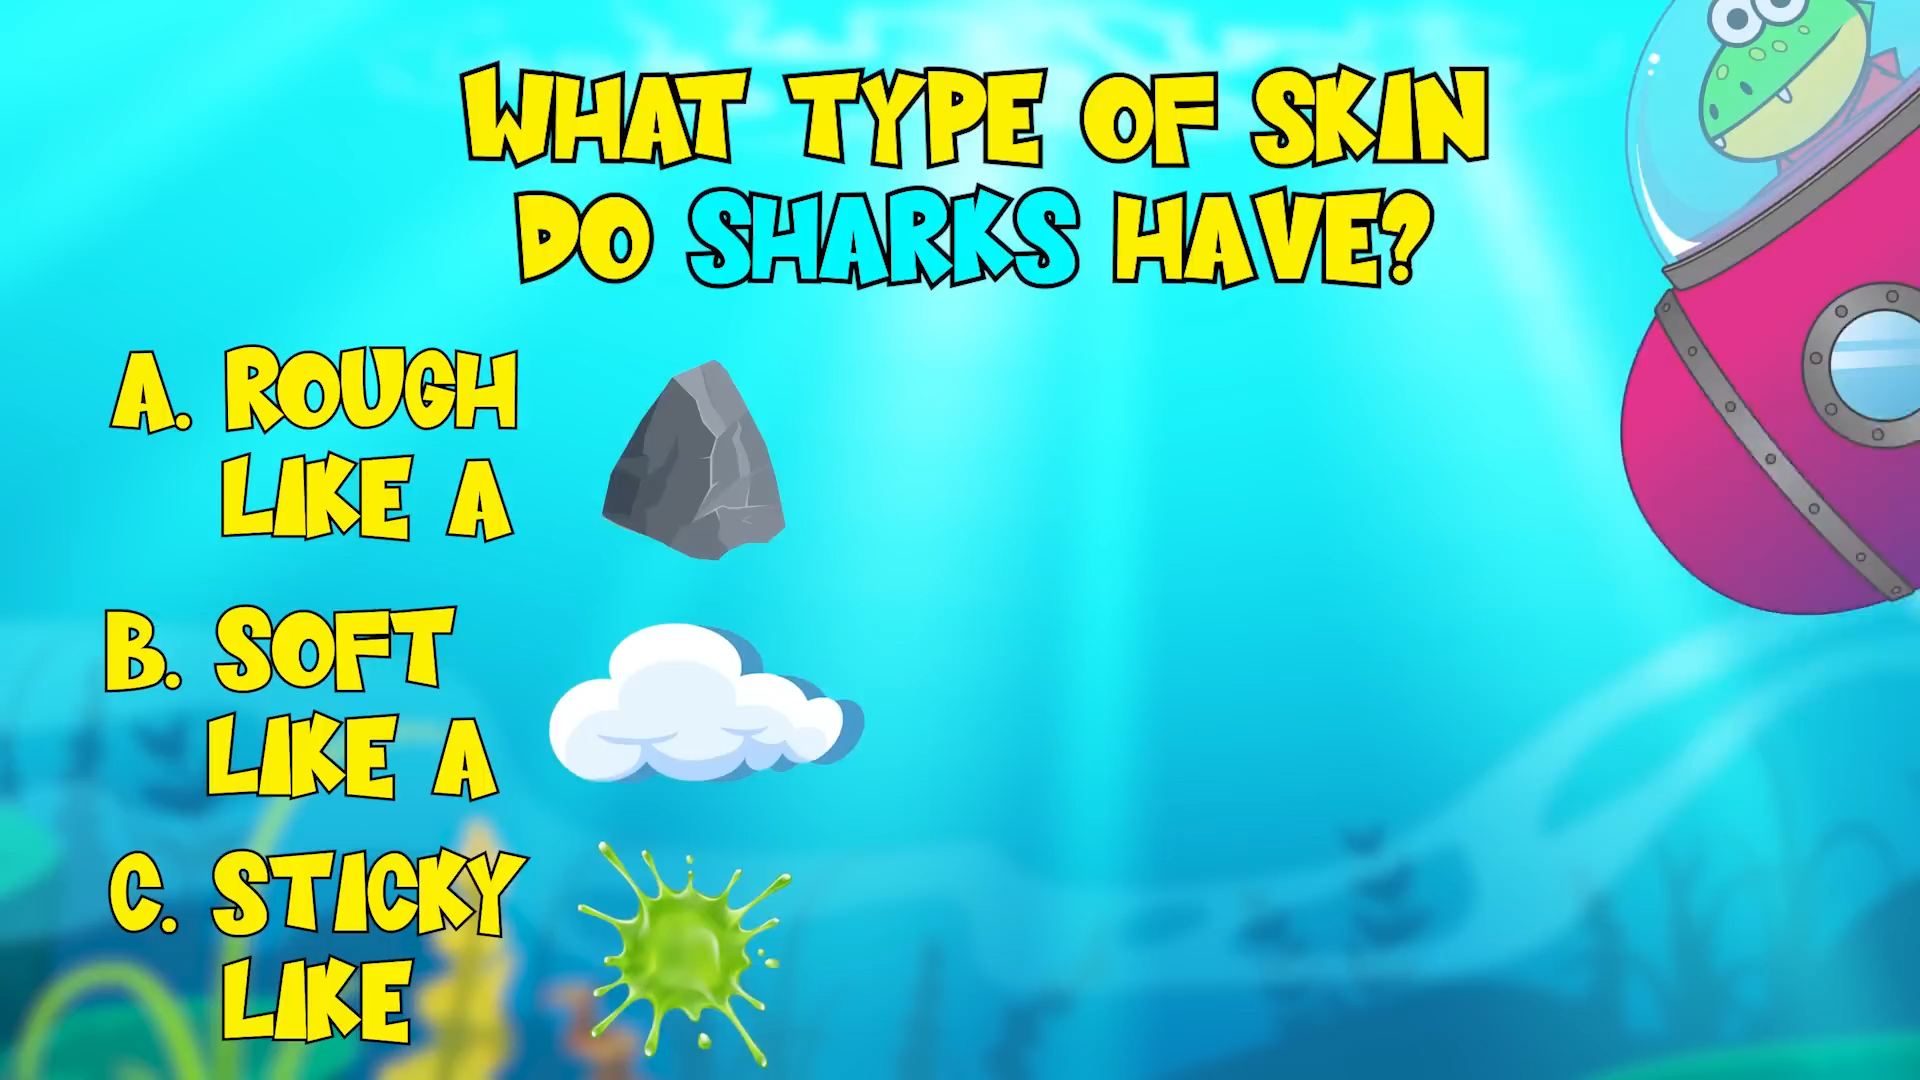 WHAT TYPE OF SKIN
DO SHARKS HAVE?
A. ROUGH
LIKE A
B. SOFT
LIKE A
C. STICKY
LIKE